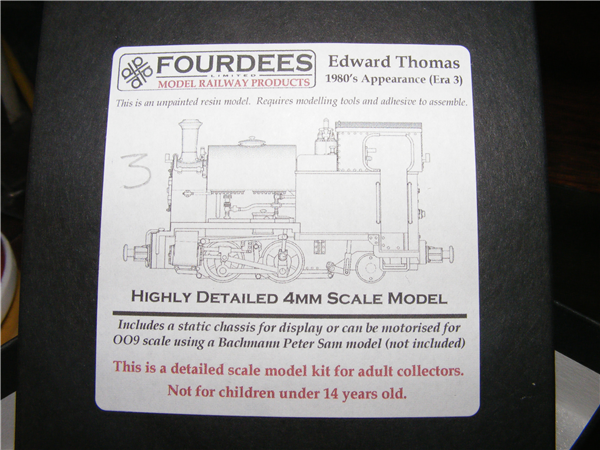 FOURDEES
LIMITED
MODEL RAILWAY PRODUCTS
Edward Thomas
1980's Appearance (Era 3)
This is an unpainted resin model. Requires modelling tools and adhesive to assemble.
3
HIGHLY DETAILED 4MM SCALE MODEL
Includes a static chassis for display or can be motorised for
OO9 scale using a Bachmann Peter Sam model (not included)
This is a detailed scale model kit for adult collectors.
Not for children under 14 years old.